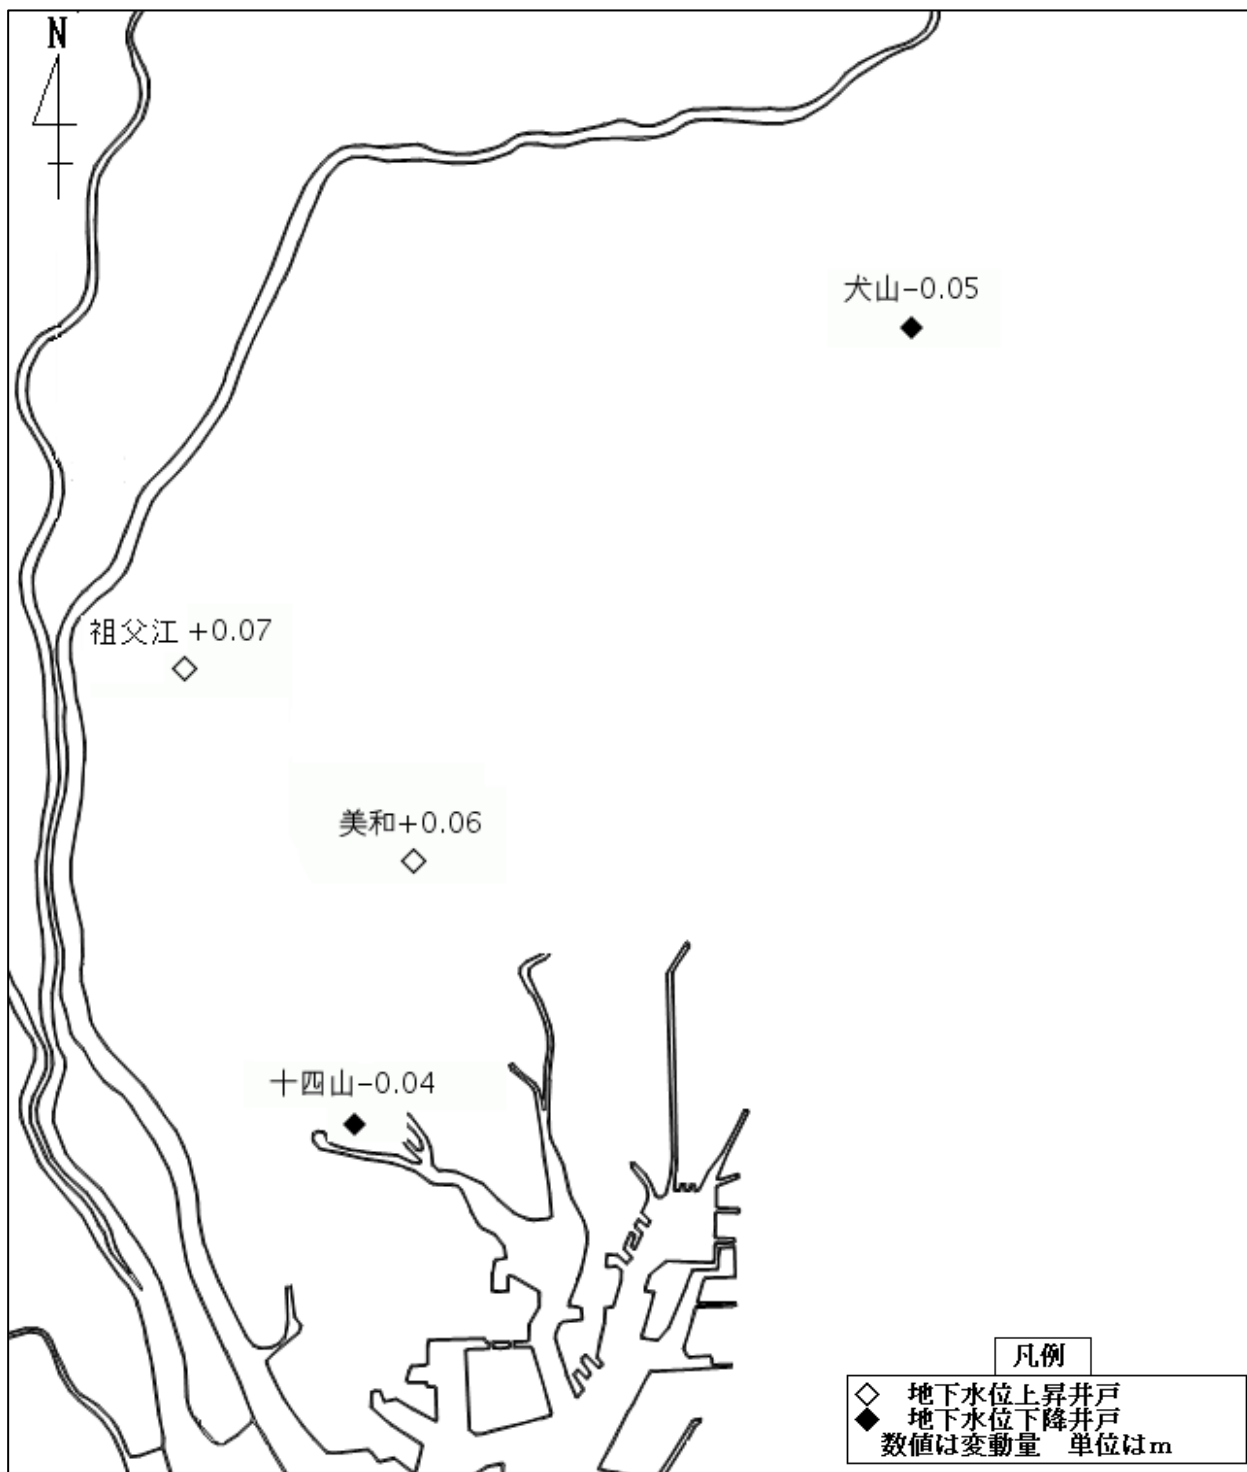 N
犬山-0.05
祖父江 +0.07
美和+0.06
十四山-0.04
凡例
◇ 地下水位上昇井戸
◆ 地下水位下降井戸
数値は変動量 単位はm